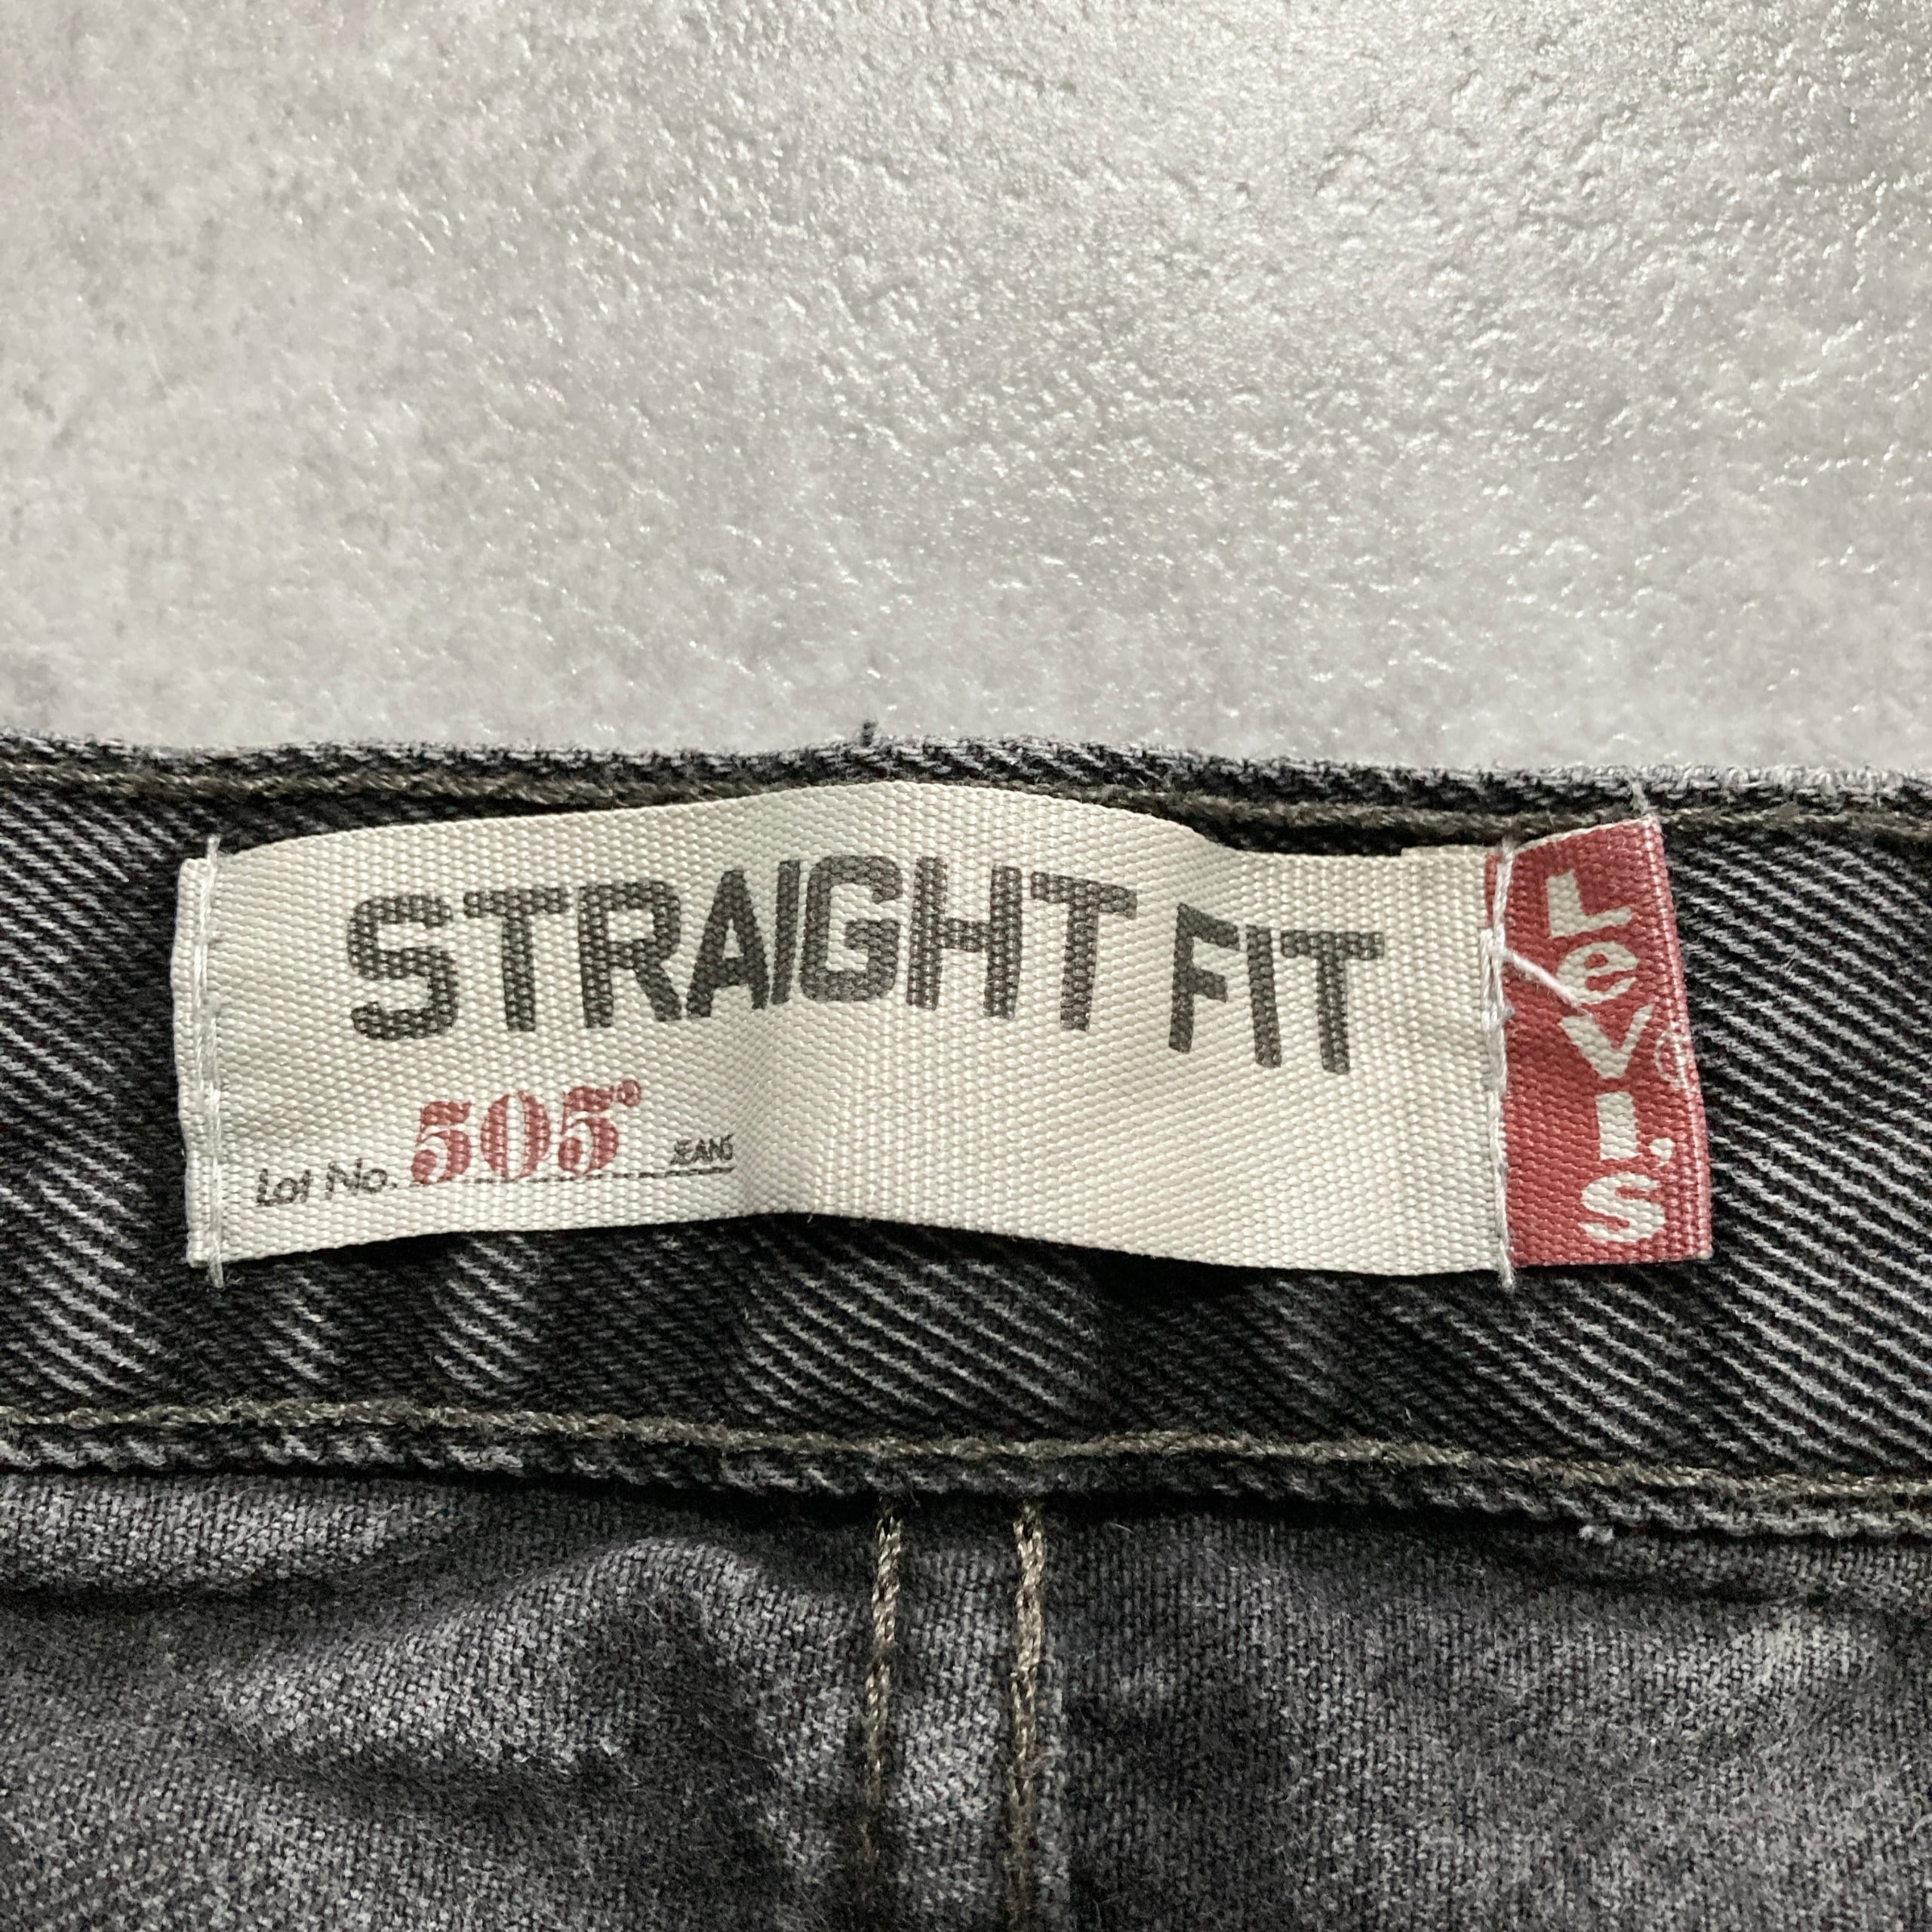 STRAIGHT FIT
Lot No. 505® JEANS
LeVI'S
®